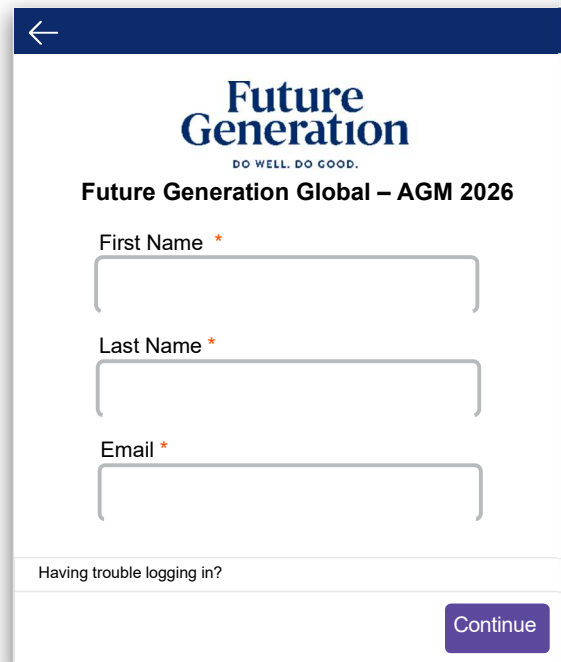 Future
Generation
DO WELL. DO GOOD.
Future Generation Global – AGM 2026
First Name *
Last Name *
Email *
Having trouble logging in?
Continue